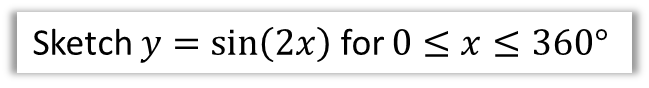 Sketch y = sin(2x) for 0 ≤ x ≤ 360°